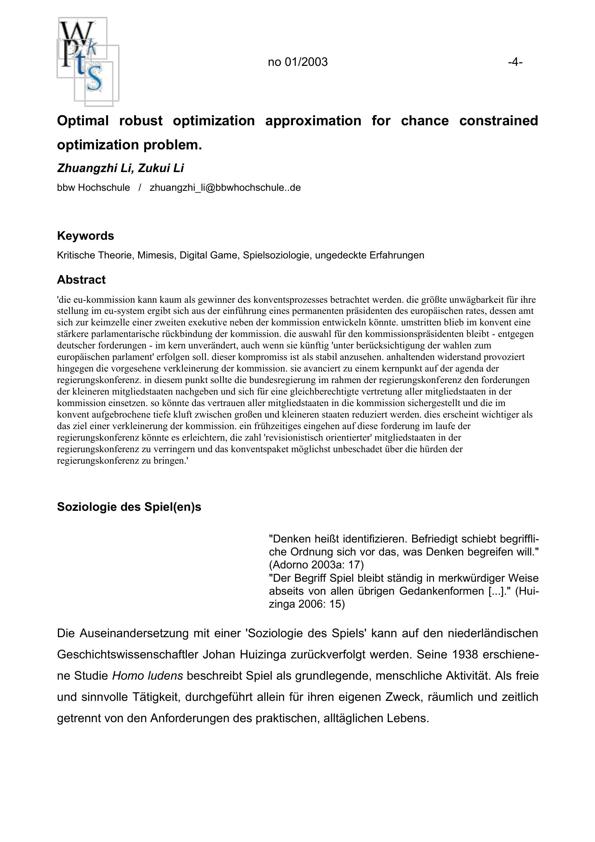 W
Pkt
tS
no 01/2003 -4-
Optimal robust optimization approximation for chance constrained
optimization problem.
Zhuangzhi Li, Zukui Li
bbw Hochschule / zhuangzhi_li@bbwhochschule..de
Keywords
Kritische Theorie, Mimesis, Digital Game, Spielsoziologie, ungedeckte Erfahrungen
Abstract
'die eu-kommission kann kaum als gewinner des konventsprozesses betrachtet werden. die größte unwägbarkeit für ihre
stellung im eu-system ergibt sich aus der einführung eines permanenten präsidenten des europäischen rates, dessen amt
sich zur keimzelle einer zweiten exekutive neben der kommission entwickeln könnte. umstritten blieb im konvent eine
stärkere parlamentarische rückbindung der kommission. die auswahl für den kommissionspräsidenten bleibt - entgegen
deutscher forderungen - im kern unverändert, auch wenn sie künftig 'unter berücksichtigung der wahlen zum
europäischen parlament' erfolgen soll. dieser kompromiss ist als stabil anzusehen. anhaltenden widerstand provoziert
hingegen die vorgesehene verkleinerung der kommission. sie avanciert zu einem kernpunkt auf der agenda der
regierungskonferenz. in diesem punkt sollte die bundesregierung im rahmen der regierungskonferenz den forderungen
der kleineren mitgliedstaaten nachgeben und sich für eine gleichberechtigte vertretung aller mitgliedstaaten in der
kommission einsetzen. so könnte das vertrauen aller mitgliedstaaten in die kommission sichergestellt und die im
konvent aufgebrochene tiefe kluft zwischen großen und kleineren staaten reduziert werden. dies erscheint wichtiger als
das ziel einer verkleinerung der kommission. ein frühzeitiges eingehen auf diese forderung im laufe der
regierungskonferenz könnte es erleichtern, die zahl 'revisionistisch orientierter' mitgliedstaaten in der
regierungskonferenz zu verringern und das konventspaket möglichst unbeschadet über die hürden der
regierungskonferenz zu bringen.'
Soziologie des Spiel(en)s
"Denken heißt identifizieren. Befriedigt schiebt begriffli-
che Ordnung sich vor das, was Denken begreifen will."
(Adorno 2003a: 17)
"Der Begriff Spiel bleibt ständig in merkwürdiger Weise
abseits von allen übrigen Gedankenformen [...]." (Hui-
zinga 2006: 15)
Die Auseinandersetzung mit einer 'Soziologie des Spiels' kann auf den niederländischen
Geschichtswissenschaftler Johan Huizinga zurückverfolgt werden. Seine 1938 erschiene-
ne Studie Homo ludens beschreibt Spiel als grundlegende, menschliche Aktivität. Als freie
und sinnvolle Tätigkeit, durchgeführt allein für ihren eigenen Zweck, räumlich und zeitlich
getrennt von den Anforderungen des praktischen, alltäglichen Lebens.